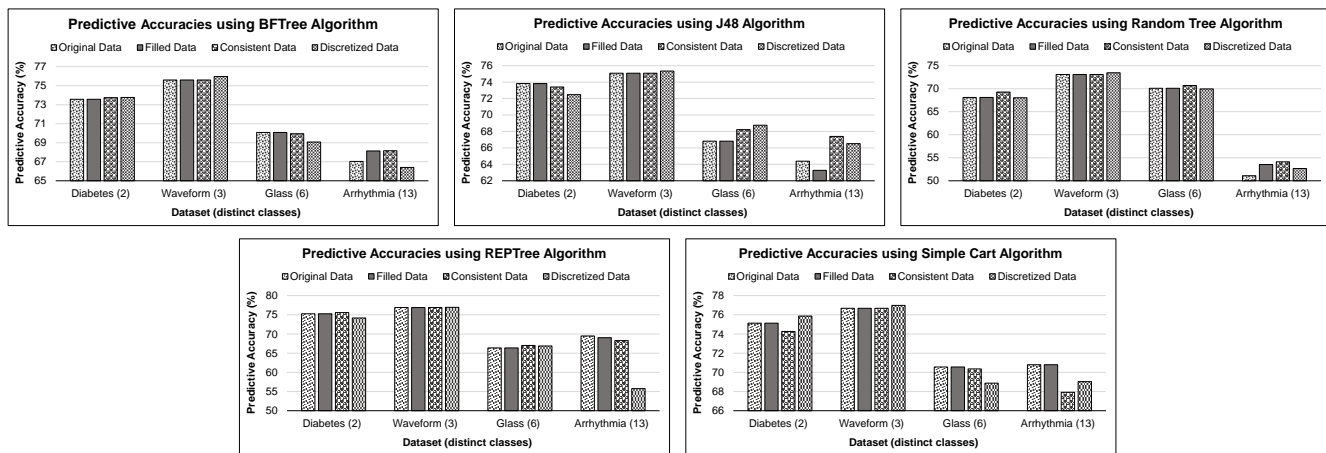 Predictive Accuracies using BFTree Algorithm
Original Data Filled Data Consistent Data Discretized Data
Predictive Accuracy (%)
77
75
73
71
69
67
65
Diabetes (2) Waveform (3) Glass (6) Arrhythmia (13)
Dataset (distinct classes)
Predictive Accuracies using J48 Algorithm
Original Data Filled Data Consistent Data Discretized Data
Predictive Accuracy (%)
76
74
72
70
68
66
64
62
Diabetes (2) Waveform (3) Glass (6) Arrhythmia (13)
Dataset (distinct classes)
Predictive Accuracies using Random Tree Algorithm
Original Data Filled Data Consistent Data Discretized Data
Predictive Accuracy (%)
75
70
65
60
55
50
Diabetes (2) Waveform (3) Glass (6) Arrhythmia (13)
Dataset (distinct classes)
Predictive Accuracies using REPTree Algorithm
Original Data Filled Data Consistent Data Discretized Data
Predictive Accuracy (%)
80
75
70
65
60
55
50
Diabetes (2) Waveform (3) Glass (6) Arrhythmia (13)
Dataset (distinct classes)
Predictive Accuracies using Simple Cart Algorithm
Original Data Filled Data Consistent Data Discretized Data
Predictive Accuracy (%)
78
76
74
72
70
68
66
Diabetes (2) Waveform (3) Glass (6) Arrhythmia (13)
Dataset (distinct classes)